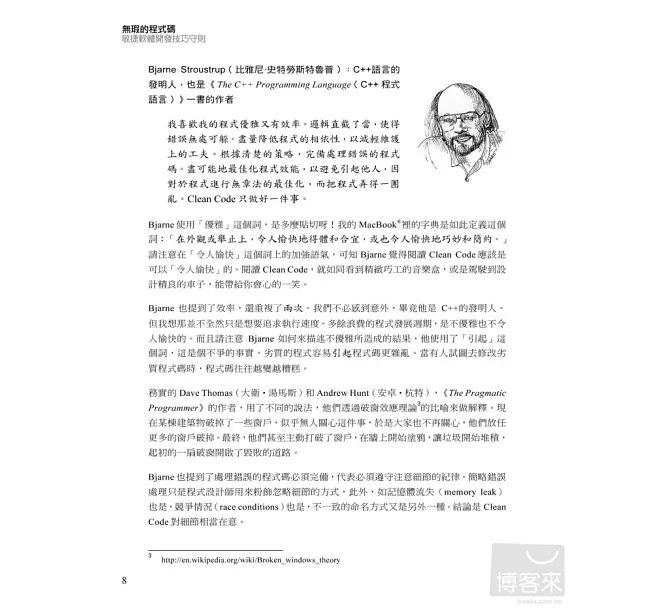 無瑕的程式碼
敏捷軟體開發技巧守則
Bjarne Stroustrup（比雅尼·史特勞斯特魯普）：C++語言的
發明人，也是《The C++ Programming Language（C++ 程式
語言）》一書的作者
我喜歡我的程式優雅又有效率。邏輯直截了當，使得
錯誤無處可躲。盡量降低程式的相依性，以減輕維護
上的工夫。根據清楚的策略，完備處理錯誤的程式
碼。盡可能地最佳化程式效能，以避免引起他人，因
對於程式進行無章法的最佳化，而把程式弄得一團
亂。Clean Code 只做好一件事。
Bjarne 使用「優雅」這個詞，是多麼貼切呀！我的 MacBook®裡的字典是如此定義這個
詞：「在外觀或舉止上，令人愉快地得體和合宜，或也令人愉快地巧妙和簡約。」
請注意在「令人愉快」這個詞上的加強語氣，可知 Bjarne 覺得閱讀 Clean Code 應該是
可以「令人愉快」的。閱讀 Clean Code，就如同看到精緻巧工的音樂盒，或是駕駛到設
計精良的車子，能帶給你會心的一笑。
Bjarne 也提到了效率，還重複了兩次。我們不必感到意外，畢竟他是 C++的發明人。
但我想那並不全然只是想要追求執行速度。多餘浪費的程式發展週期，是不優雅也不令
人愉快的。而且請注意 Bjarne 如何來描述不優雅所造成的結果，他使用了「引起」這
個詞，這是個不爭的事實。劣質的程式容易引起程式碼更雜亂。當有人試圖去修改劣
質程式碼時，程式碼往往越變越糟糕。
務實的 Dave Thomas（大衛·湯馬斯）和 Andrew Hunt（安卓·杭特），《The Pragmatic
Programmer》的作者，用了不同的說法，他們透過破窗效應理論3的比喻來做解釋。現
在某棟建築物破掉了一些窗戶，似乎無人關心這件事，於是大家也不再關心，他們放任
更多的窗戶破掉。最終，他們甚至主動打破了窗戶，在牆上開始塗鴉，讓垃圾開始堆積，
起初的一扇破窗開啟了毀敗的道路。
Bjarne 也提到了處理錯誤的程式碼必須完備，代表必須遵守注意細節的紀律。簡略錯誤
處理只是程式設計師用來粉飾忽略細節的方式，此外，如記憶體流失（memory leak）
也是，競爭情況（race conditions）也是，不一致的命名方式又是另外一種。結論是 Clean
Code 對細節相當在意。
3 http://en.wikipedia.org/wiki/Broken_windows_theory
8
博客來
books.com.tw